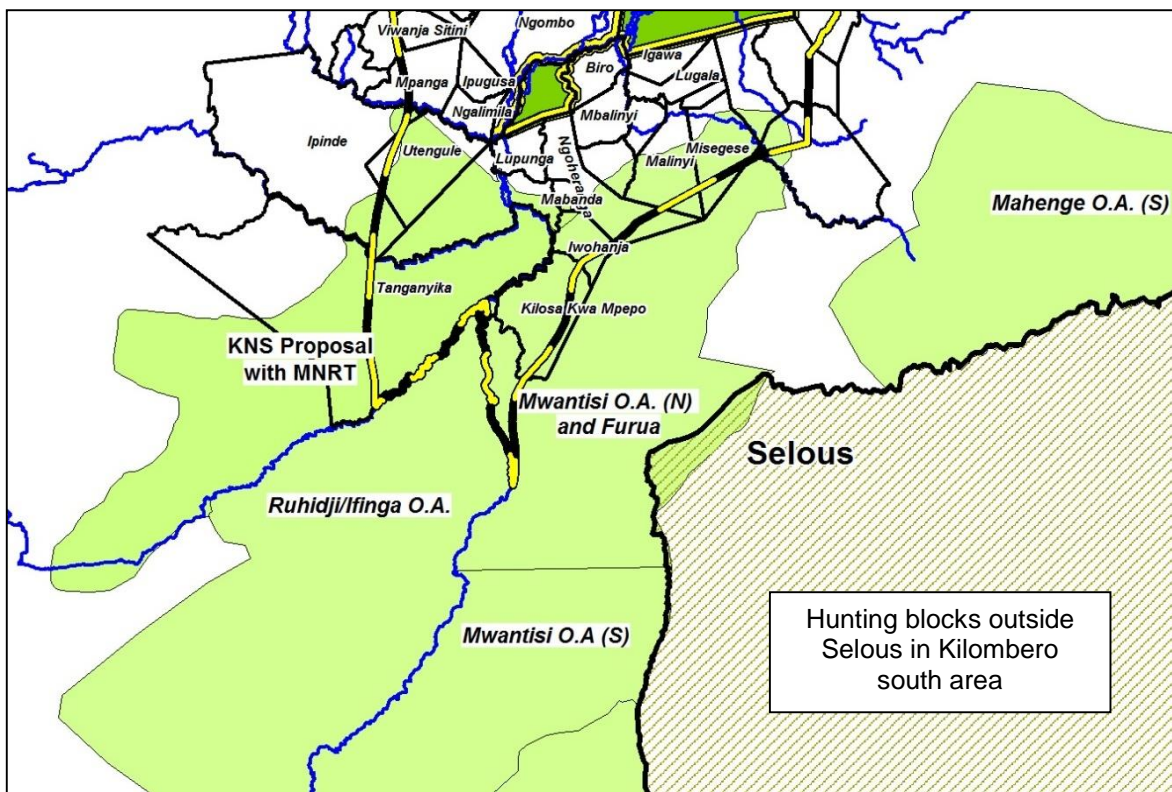 Ngombo
Viwanja Sitini
Biro
Igawa
Mpanga
Ipugusa
Lugala
Ngalimila
Mbalinyi
Ipinde
Utengule
Lupunga
Ngoheranga
Malinyi
Misegese
Mabanda
Mahenge O.A. (S)
Iwohanja
Tanganyika
Kilosa Kwa Mpepo
KNS Proposal
with MNRT
Mwantisi O.A. (N)
and Furua
Selous
Ruhidji/Ifinga O.A.
Mwantisi O.A (S)
Hunting blocks outside
Selous in Kilombero
south area